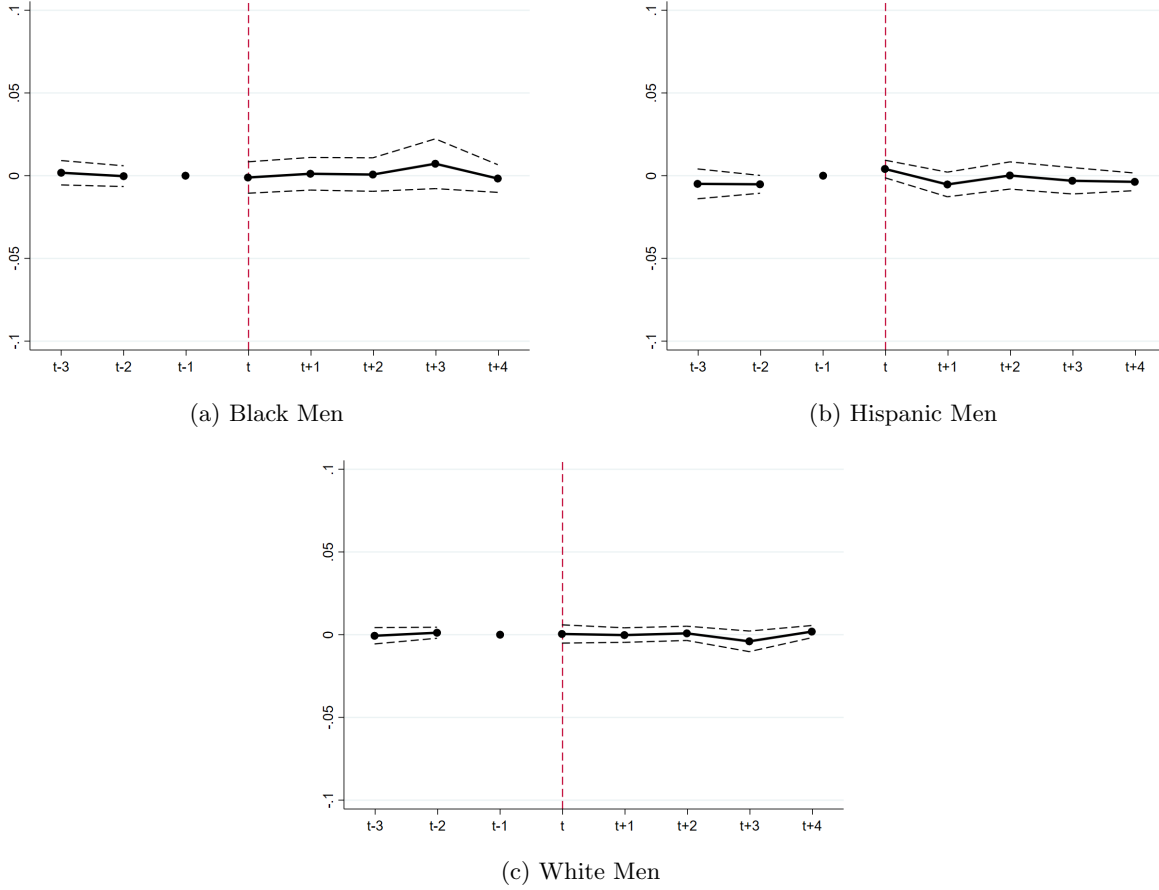 .1
.05
0
-.05
-.1
t-3 t-2 t-1 t t+1 t+2 t+3 t+4
(a) Black Men
.1
.05
0
-.05
-.1
t-3 t-2 t-1 t t+1 t+2 t+3 t+4
(b) Hispanic Men
.1
.05
0
-.05
-.1
t-3 t-2 t-1 t t+1 t+2 t+3 t+4
(c) White Men